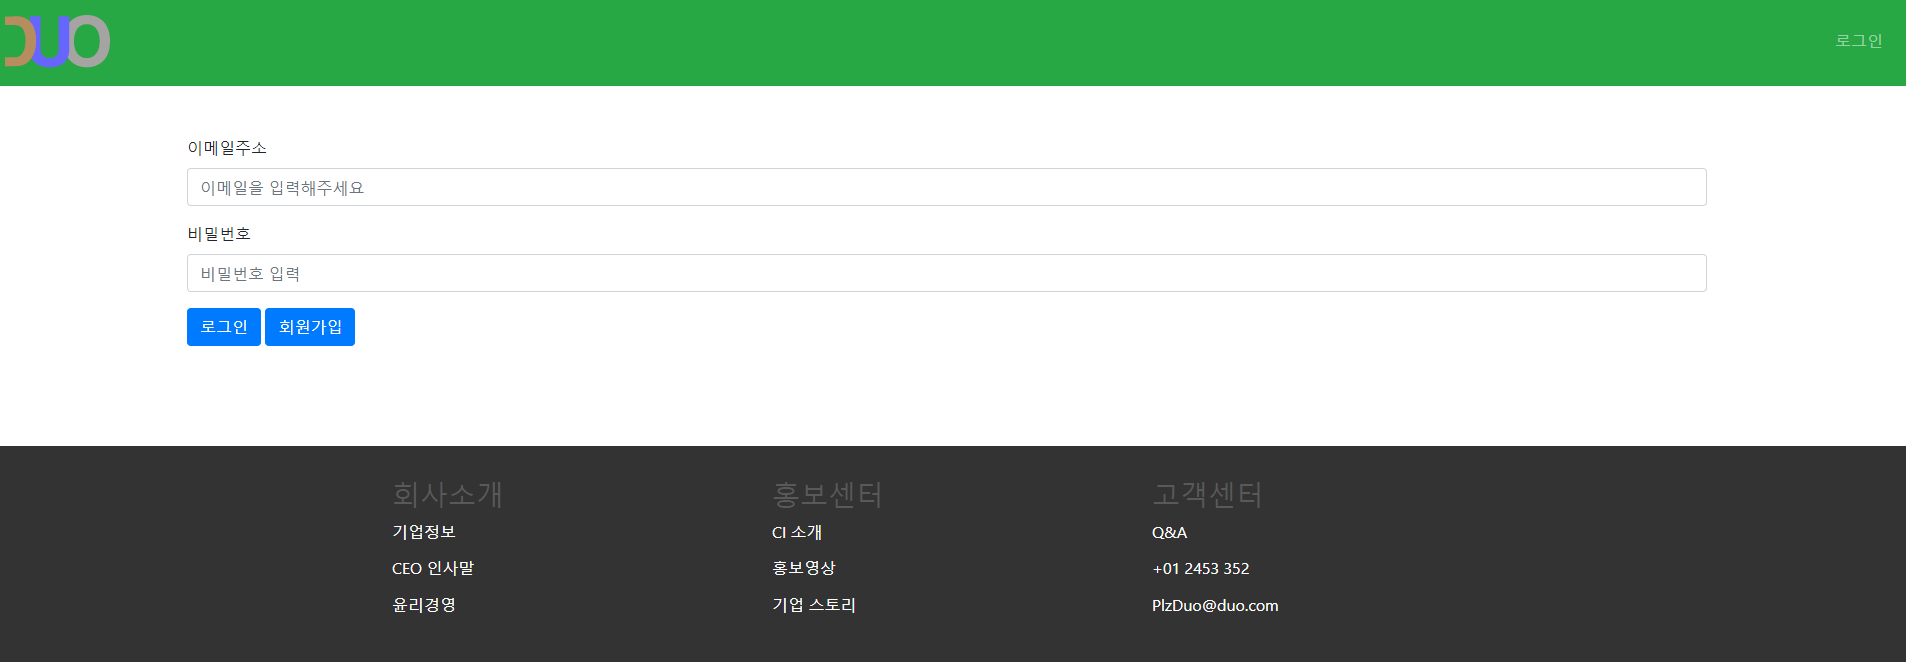 DUO
로그인
이메일주소
이메일을 입력해주세요
비밀번호
비밀번호 입력
로그인 회원가입
회사소개
기업정보
CEO 인사말
윤리경영
홍보센터
CI 소개
홍보영상
기업 스토리
고객센터
Q&A
+01 2453 352
PlzDuo@duo.com